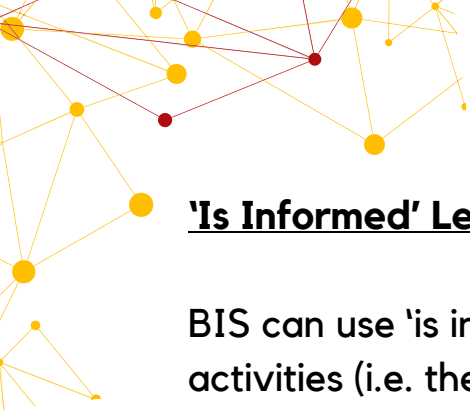 ‘Is Informed’ Le
BIS can use ‘is in
activities (i.e. the